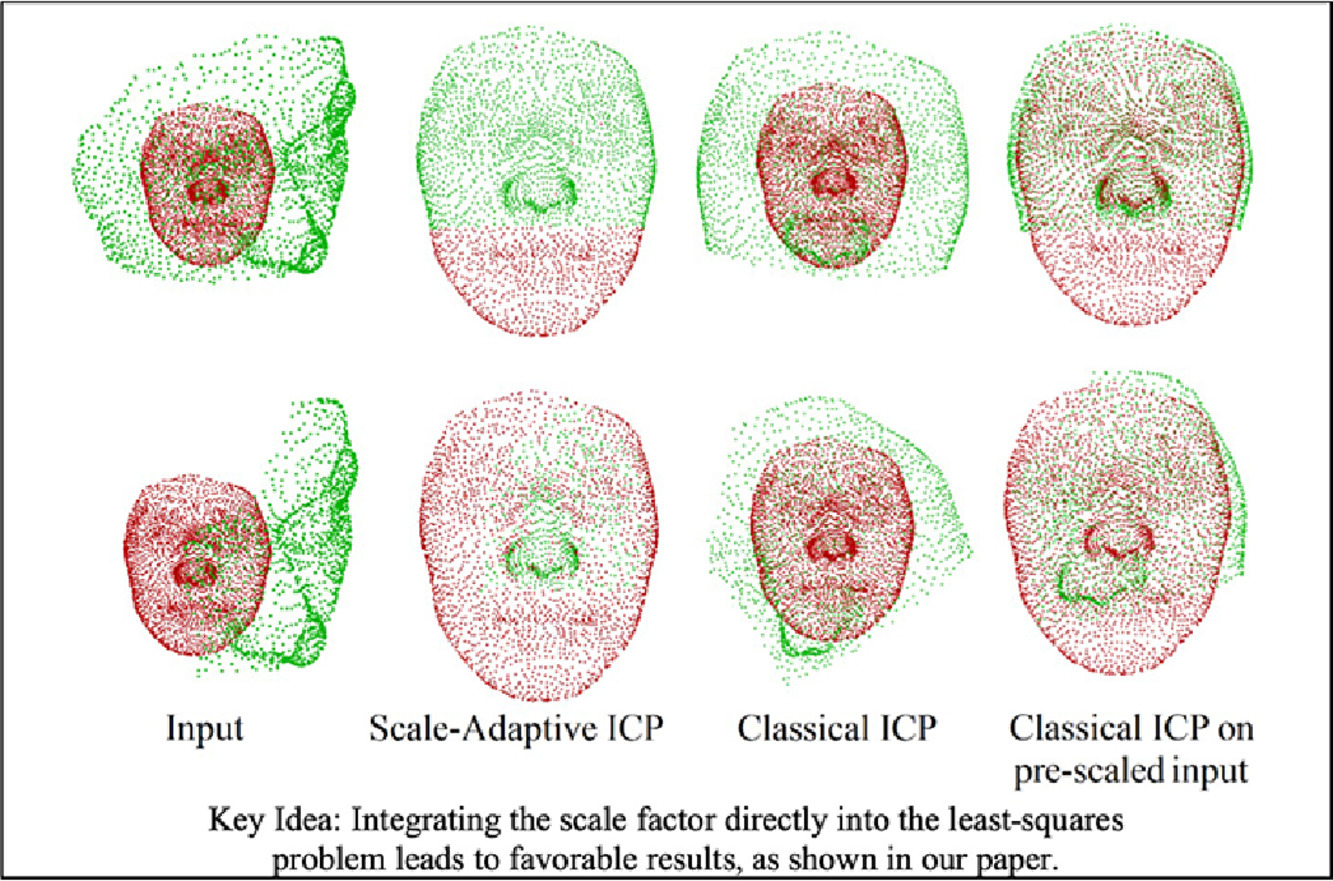 Input
Scale-Adaptive ICP
Classical ICP
Classical ICP on
pre-scaled input
Key Idea: Integrating the scale factor directly into the least-squares
problem leads to favorable results, as shown in our paper.